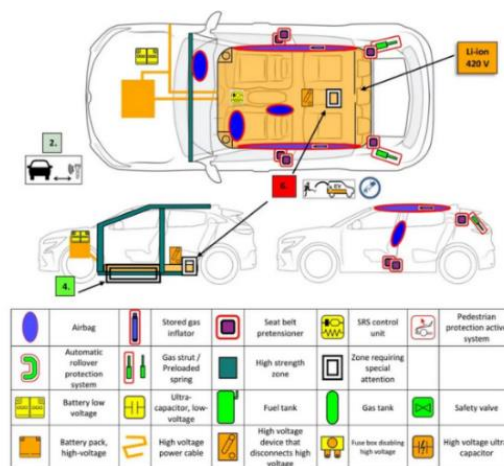 Li-ion
420 V
2.
6.
4.
Airbag
Stored gas
inflator
Seat belt
pretensioner
SRS control
unit
Pedestrian
protection active
system
Automatic
rollover
protection
system
Gas strut /
Preloaded
spring
High strength
zone
Zone requiring
special
attention
Battery low
voltage
Ultra-
capacitor, low-
voltage
Fuel tank
Gas tank
Safety valve
Battery pack,
high-voltage
High voltage
power cable
High voltage
device that
disconnects high
voltage
Fuse box disabling
high voltage
High voltage ultra
capacitor